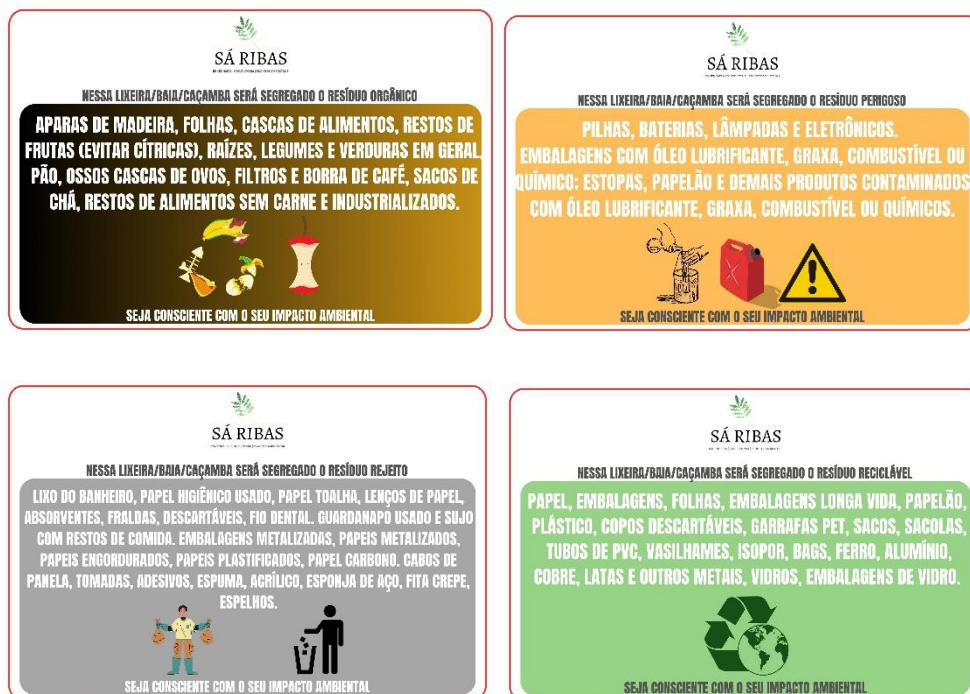 SÁ RIBAS
NESSA LIXEIRA/BAIA/CAÇAMBA SERÁ SEGREGADO O RESÍDUO ORGÂNICO
APARAS DE MADEIRA, FOLHAS, CASCAS DE ALIMENTOS, RESTOS DE
FRUTAS (EVITAR CÍTRICAS), RAÍZES, LEGUMES E VERDURAS EM GERAL,
PÃO, OSSOS CASCAS DE OVOS, FILTROS E BORRA DE CAFÉ, SACOS DE
CHÁ, RESTOS DE ALIMENTOS SEM CARNE E INDUSTRIALIZADOS.
SEJA CONSCIENTE COM O SEU IMPACTO AMBIENTAL
SÁ RIBAS
NESSA LIXEIRA/BAIA/CAÇAMBA SERÁ SEGREGADO O RESÍDUO PERIGOSO
PILHAS, BATERIAS, LÂMPADAS E ELETRÔNICOS.
EMBALAGENS COM ÓLEO LUBRIFICANTE, GRAXA, COMBUSTÍVEL OU
QUÍMICO; ESTOPAS, PAPELÃO E DEMAIS PRODUTOS CONTAMINADOS
COM ÓLEO LUBRIFICANTE, GRAXA, COMBUSTÍVEL OU QUÍMICOS.
SEJA CONSCIENTE COM O SEU IMPACTO AMBIENTAL
SÁ RIBAS
NESSA LIXEIRA/BAIA/CAÇAMBA SERÁ SEGREGADO O RESÍDUO REJEITO
LIXO DO BANHEIRO, PAPEL HIGIÊNICO USADO, PAPEL TOALHA, LENÇOS DE PAPEL,
ABSORVENTES, FRALDAS, DESCARTÁVEIS, FIO DENTAL. GUARDANAPO USADO E SUJO
COM RESTOS DE COMIDA. EMBALAGENS METALIZADAS, PAPEIS METALIZADOS,
PAPEIS ENGORDURADOS, PAPEIS PLASTIFICADOS, PAPEL CARBONO. CABOS DE
PANELA, TOMADAS, ADESIVOS, ESPUMA, ACRÍLICO, ESPONJA DE AÇO, FITA CREPE,
ESPELHOS.
SEJA CONSCIENTE COM O SEU IMPACTO AMBIENTAL
SÁ RIBAS
NESSA LIXEIRA/BAIA/CAÇAMBA SERÁ SEGREGADO O RESÍDUO RECICLÁVEL
PAPEL, EMBALAGENS, FOLHAS, EMBALAGENS LONGA VIDA, PAPELÃO,
PLÁSTICO, COPOS DESCARTÁVEIS, GARRAFAS PET, SACOS, SACOLAS,
TUBOS DE PVC, VASILHAMES, ISOPOR, BAGS, FERRO, ALUMÍNIO,
COBRE, LATAS E OUTROS METAIS, VIDROS, EMBALAGENS DE VIDRO.
SEJA CONSCIENTE COM O SEU IMPACTO AMBIENTAL